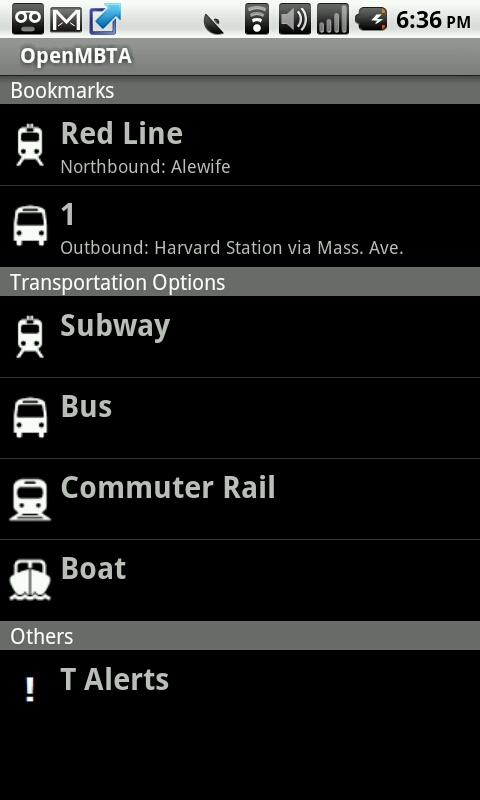 6:36 PM
OpenMBTA
Bookmarks
Red Line
Northbound: Alewife
1
Outbound: Harvard Station via Mass. Ave.
Transportation Options
Subway
Bus
Commuter Rail
Boat
Others
! T Alerts